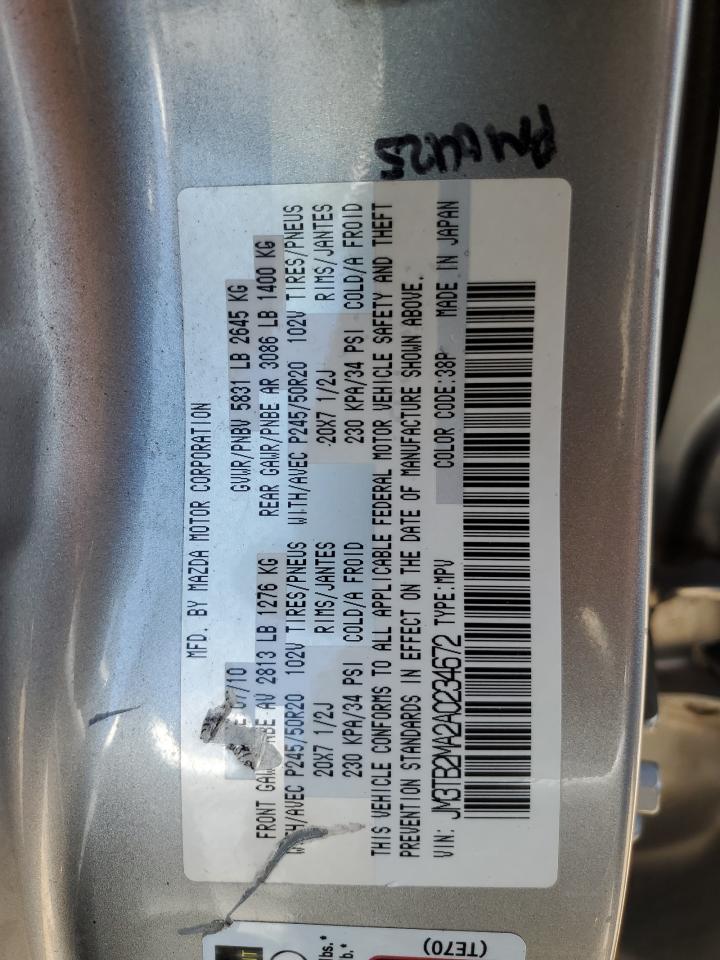 MFD. BY MAZDA MOTOR CORPORATION
07/10 GVWR/PNBV 5831 LB 2645 KG
FRONT AV 2813 LB 1276 KG REAR GAWR/PNBE AR 3086 LB 1400 KG
WITH/AVEC P245/50R20 102V TIRES/PNEUS WITH/AVEC P245/50R20 102V TIRES/PNEUS
20X7 1/2J RIMS/JANTES 20X7 1/2J RIMS/JANTES
230 KPA/34 PSI COLD/A FROID 230 KPA/34 PSI COLD/A FROID
THIS VEHICLE CONFORMS TO ALL APPLICABLE FEDERAL MOTOR VEHICLE SAFETY AND THEFT
PREVENTION STANDARDS IN EFFECT ON THE DATE OF MANUFACTURE SHOWN ABOVE.
VIN: JM3TB2MA2A0234672 TYPE:MPV COLOR CODE:38P MADE IN JAPAN
lbs.*
b.*
(TE70)